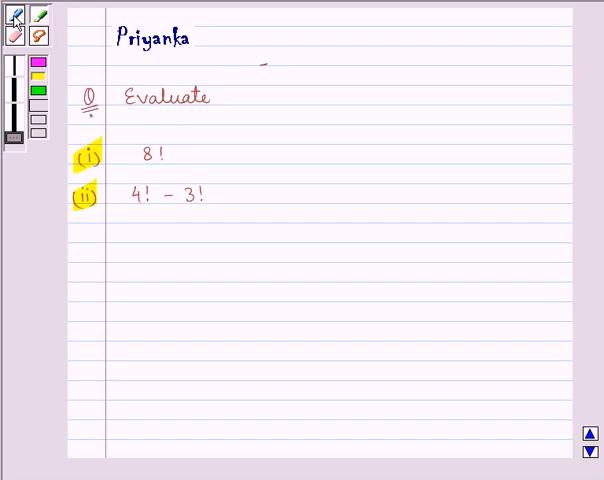 Priyanka
Q. Evaluate
(i) 8!
(ii) 4! - 3!